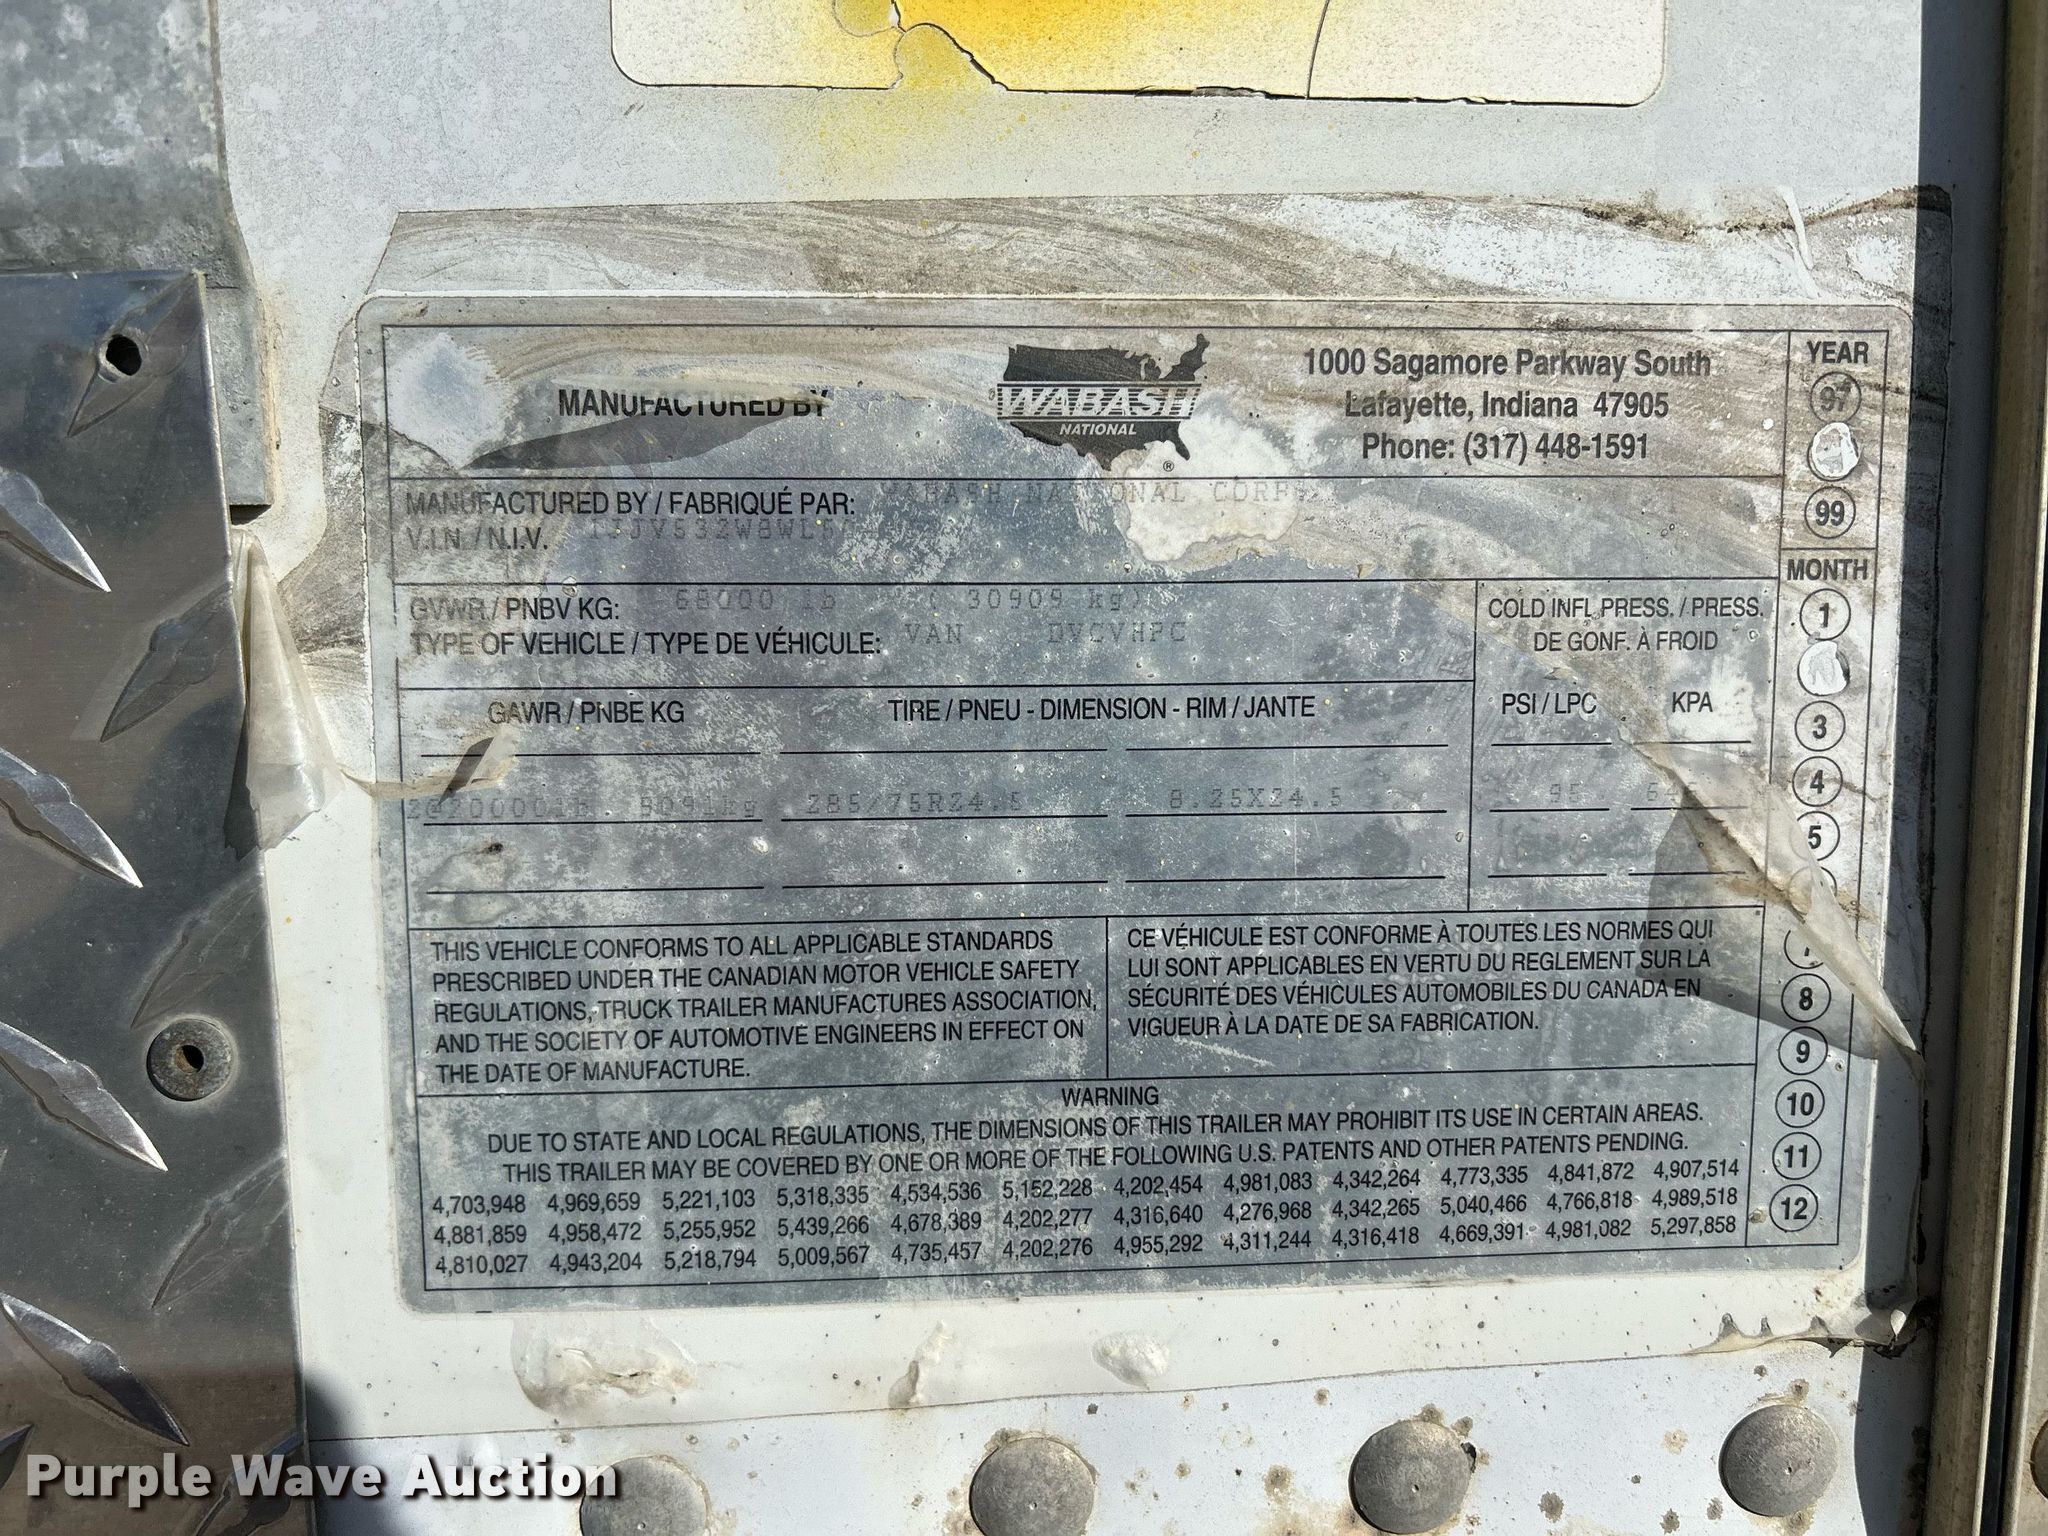 MANUFACTURED BY
WABASH
NATIONAL
®
1000 Sagamore Parkway South
Lafayette, Indiana 47905
Phone: (317) 448-1591
YEAR
97
99
MANUFACTURED BY / FABRIQUÉ PAR: WABASH NATIONAL CORP
V.I.N. / N.I.V. 1JJV532W8WL5
GVWR / PNBV KG: 68000 lb ( 30909 kg)
TYPE OF VEHICLE / TYPE DE VÉHICULE: VAN DVCVHPC
COLD INFL. PRESS. / PRESS.
DE GONF. À FROID
MONTH
1
3
4
5
7
8
9
10
11
12
GAWR / PNBE KG TIRE / PNEU - DIMENSION - RIM / JANTE PSI / LPC KPA
2@20000lb 9091kg 285/75R24.5 8.25X24.5 95
THIS VEHICLE CONFORMS TO ALL APPLICABLE STANDARDS
PRESCRIBED UNDER THE CANADIAN MOTOR VEHICLE SAFETY
REGULATIONS, TRUCK TRAILER MANUFACTURES ASSOCIATION,
AND THE SOCIETY OF AUTOMOTIVE ENGINEERS IN EFFECT ON
THE DATE OF MANUFACTURE.
CE VÉHICULE EST CONFORME À TOUTES LES NORMES QUI
LUI SONT APPLICABLES EN VERTU DU REGLEMENT SUR LA
SÉCURITÉ DES VÉHICULES AUTOMOBILES DU CANADA EN
VIGUEUR À LA DATE DE SA FABRICATION.
WARNING
DUE TO STATE AND LOCAL REGULATIONS, THE DIMENSIONS OF THIS TRAILER MAY PROHIBIT ITS USE IN CERTAIN AREAS.
THIS TRAILER MAY BE COVERED BY ONE OR MORE OF THE FOLLOWING U.S. PATENTS AND OTHER PATENTS PENDING.
4,703,948 4,969,659 5,221,103 5,318,335 4,534,536 5,152,228 4,202,454 4,981,083 4,342,264 4,773,335 4,841,872 4,907,514
4,881,859 4,958,472 5,255,952 5,439,266 4,678,389 4,202,277 4,316,640 4,276,968 4,342,265 5,040,466 4,766,818 4,989,518
4,810,027 4,943,204 5,218,794 5,009,567 4,735,457 4,202,276 4,955,292 4,311,244 4,316,418 4,669,391 4,981,082 5,297,858
Purple Wave Auction